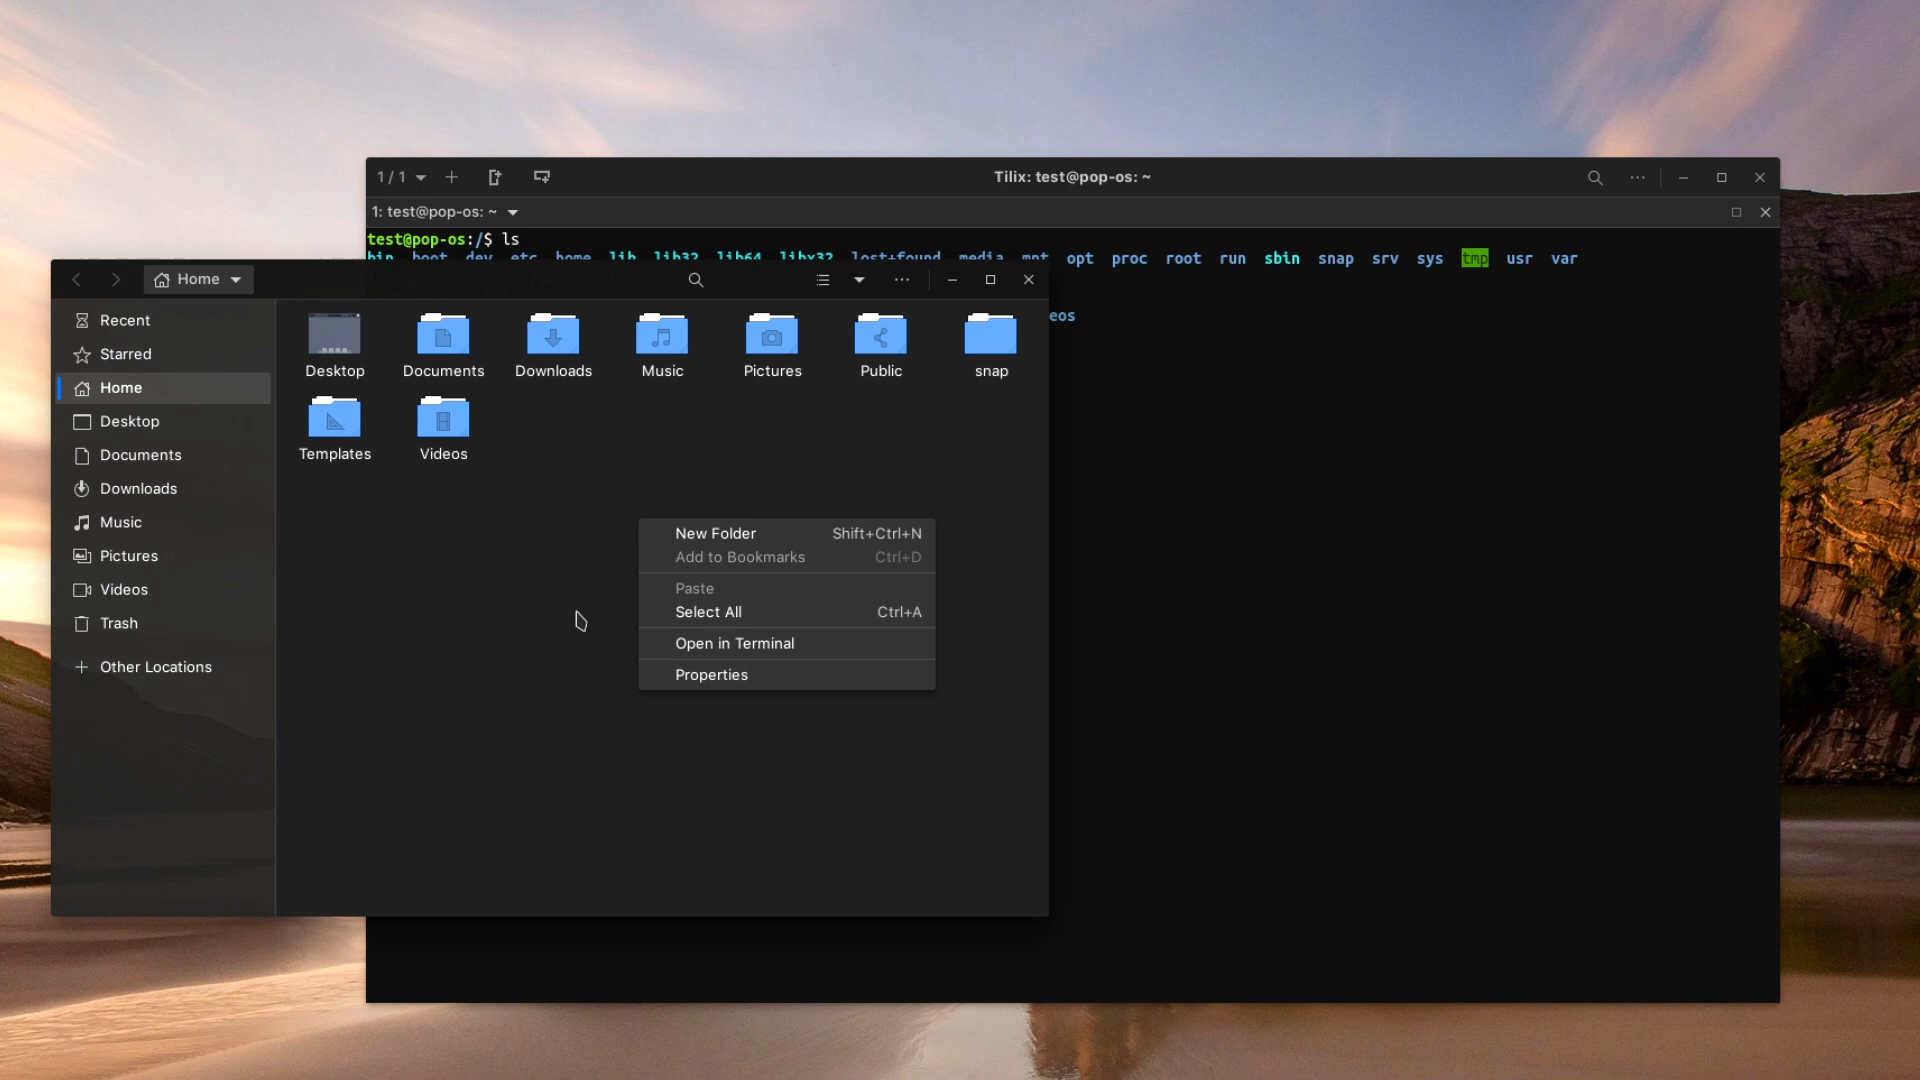 1 / 1
Tilix: test@pop-os: ~
1: test@pop-os: ~
test@pop-os:/$ ls
bin boot dev etc home lib lib32 lib64 libx32 lost+found media mnt opt proc root run sbin snap srv sys tmp usr var
eos
Home
Recent
Starred
Home
Desktop
Documents
Downloads
Music
Pictures
Videos
Trash
Other Locations
Desktop Documents Downloads Music Pictures Public snap
Templates Videos
New Folder Shift+Ctrl+N
Add to Bookmarks Ctrl+D
Paste
Select All Ctrl+A
Open in Terminal
Properties